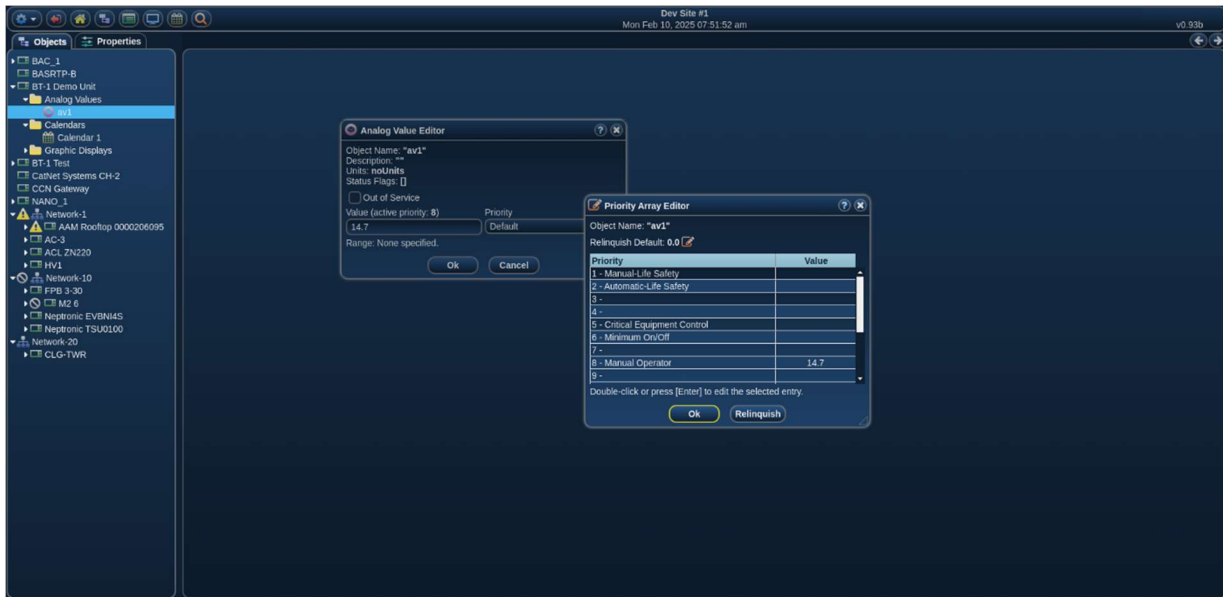 Dev Site #1
Mon Feb 10, 2025 07:51:52 am
v0.93b
Objects
Properties
BAC_1
BASRTP-B
BT-1 Demo Unit
Analog Values
av1
Calendars
Calendar 1
Graphic Displays
BT-1 Test
CatNet Systems CH-2
CCN Gateway
NANO_1
Network-1
AAM Rooftop 0000206095
AC-3
ACL ZN220
HV1
Network-10
FPB 3-30
M2 6
Neptronic EVBNI4S
Neptronic TSU0100
Network-20
CLG-TWR
Analog Value Editor
?
Object Name: "av1"
Description: ""
Units: noUnits
Status Flags: []
Out of Service
Value (active priority: 8) Priority
14.7 Default
Range: None specified.
Ok Cancel
Priority Array Editor
?
Object Name: "av1"
Relinquish Default: 0.0
Priority Value
1 - Manual-Life Safety
2 - Automatic-Life Safety
3 -
4 -
5 - Critical Equipment Control
6 - Minimum On/Off
7 -
8 - Manual Operator 14.7
9 -
Double-click or press [Enter] to edit the selected entry.
Ok Relinquish